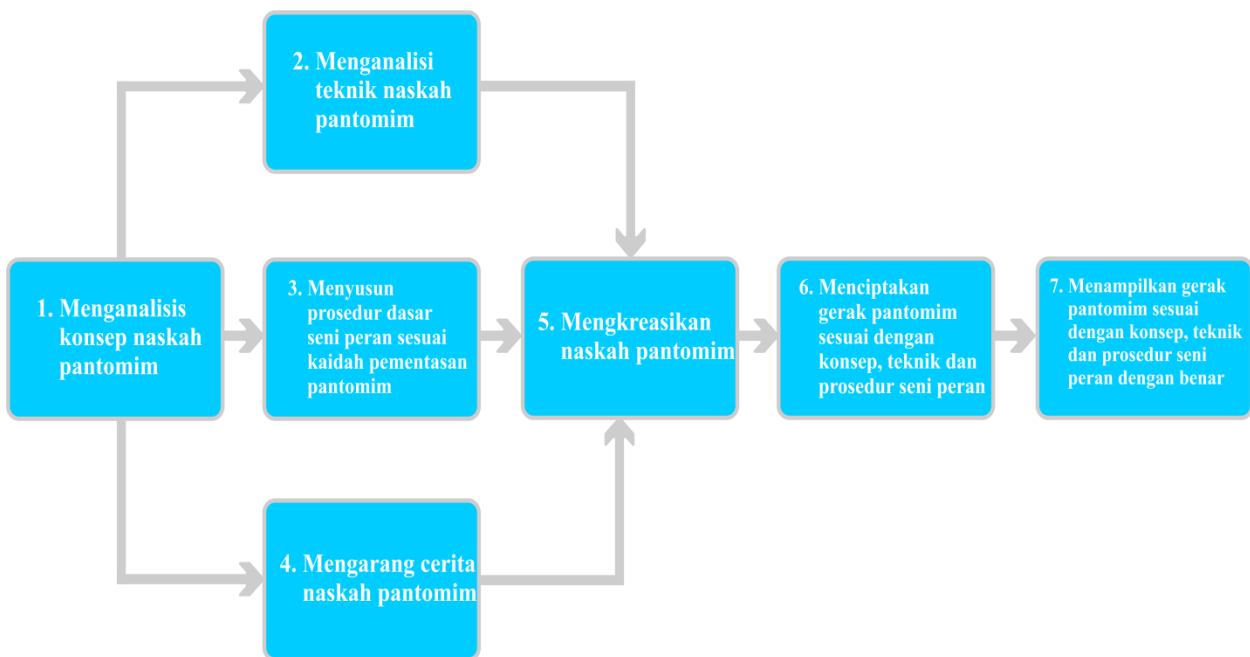 1. Menganalisis
konsep naskah
pantomim
2. Menganalisi
teknik naskah
pantomim
3. Menyusun
prosedur dasar
seni peran sesuai
kaidah pementasan
pantomim
4. Mengarang cerita
naskah pantomim
5. Mengkreasikan
naskah pantomim
6. Menciptakan
gerak pantomim
sesuai dengan
konsep, teknik dan
prosedur seni peran
7. Menampilkan gerak
pantomim sesuai
dengan konsep, teknik
dan prosedur seni
peran dengan benar